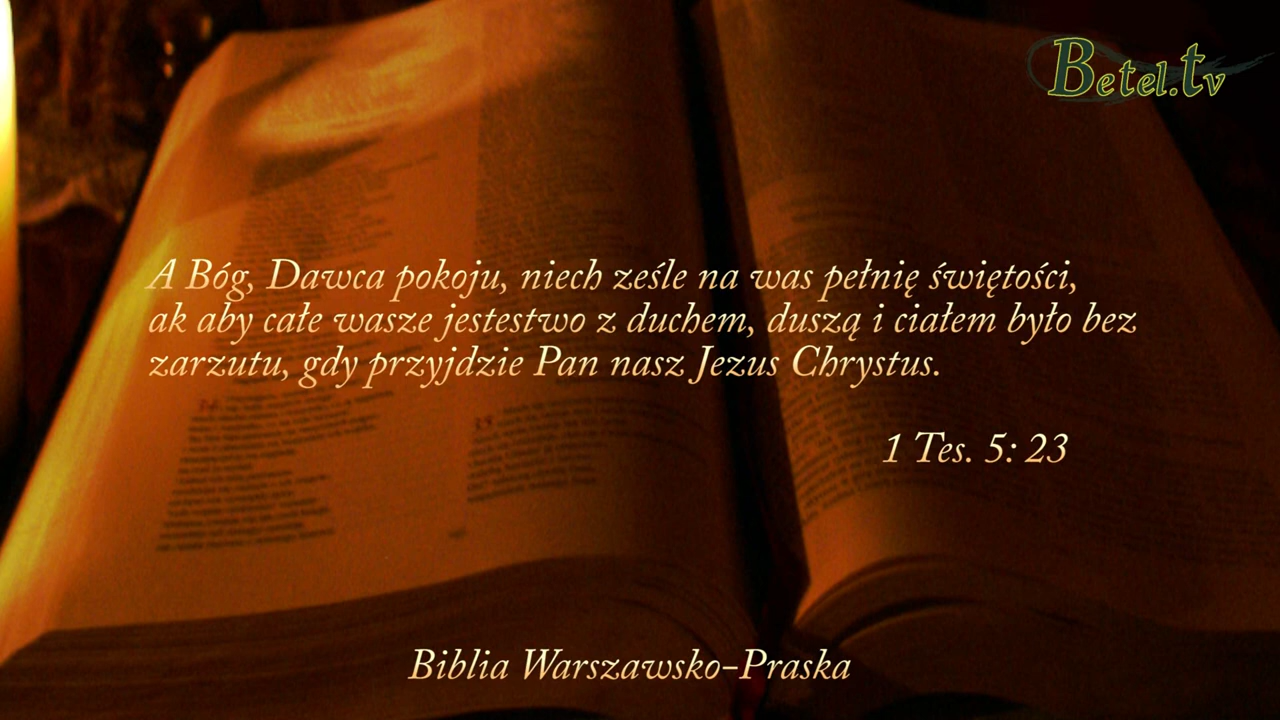 Betel.tv
A Bóg, Dawca pokoju, niech ześle na was pełnię świętości,
ak aby całe wasze jestestwo z duchem, duszą i ciałem było bez
zarzutu, gdy przyjdzie Pan nasz Jezus Chrystus.
1 Tes. 5: 23
Biblia Warszawsko-Praska